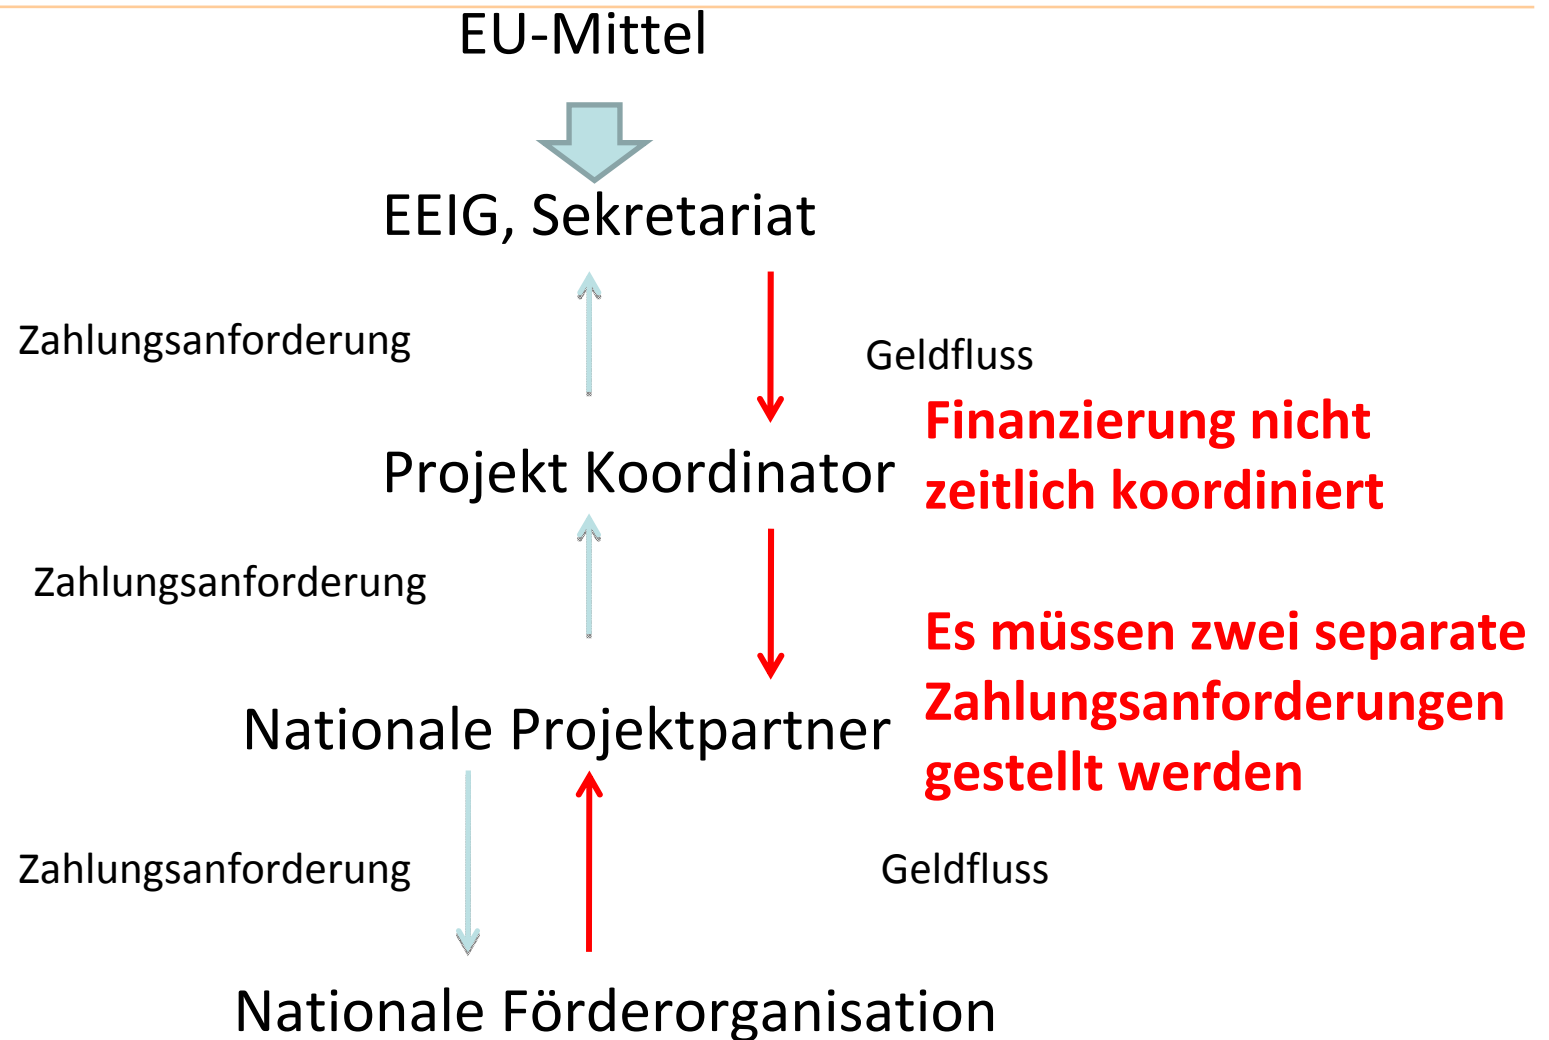 EU-Mittel
EEIG, Sekretariat
Zahlungsanforderung
Geldfluss
Finanzierung nicht
zeitlich koordiniert
Projekt Koordinator
Zahlungsanforderung
Es müssen zwei separate
Zahlungsanforderungen
gestellt werden
Nationale Projektpartner
Zahlungsanforderung
Geldfluss
Nationale Förderorganisation